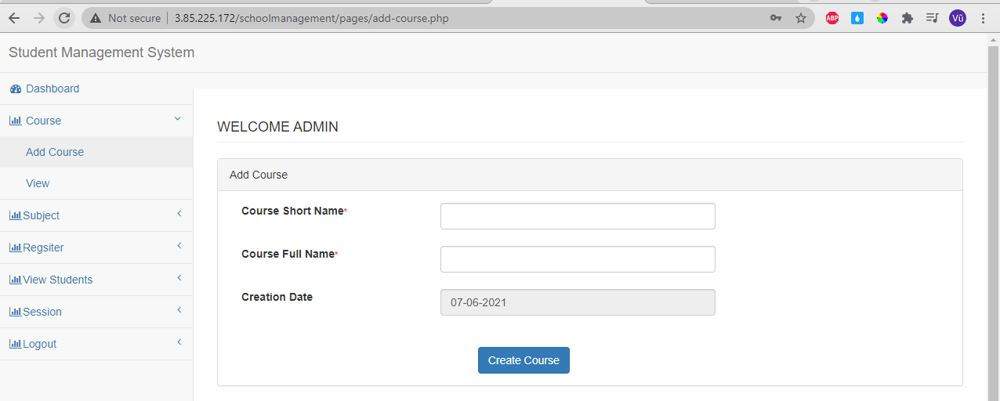 Not secure | 3.85.225.172/schoolmanagement/pages/add-course.php
ABP
Vũ
Student Management System
Dashboard
Course
Add Course
View
Subject
Regsiter
View Students
Session
Logout
WELCOME ADMIN
Add Course
Course Short Name*
Course Full Name*
Creation Date
07-06-2021
Create Course